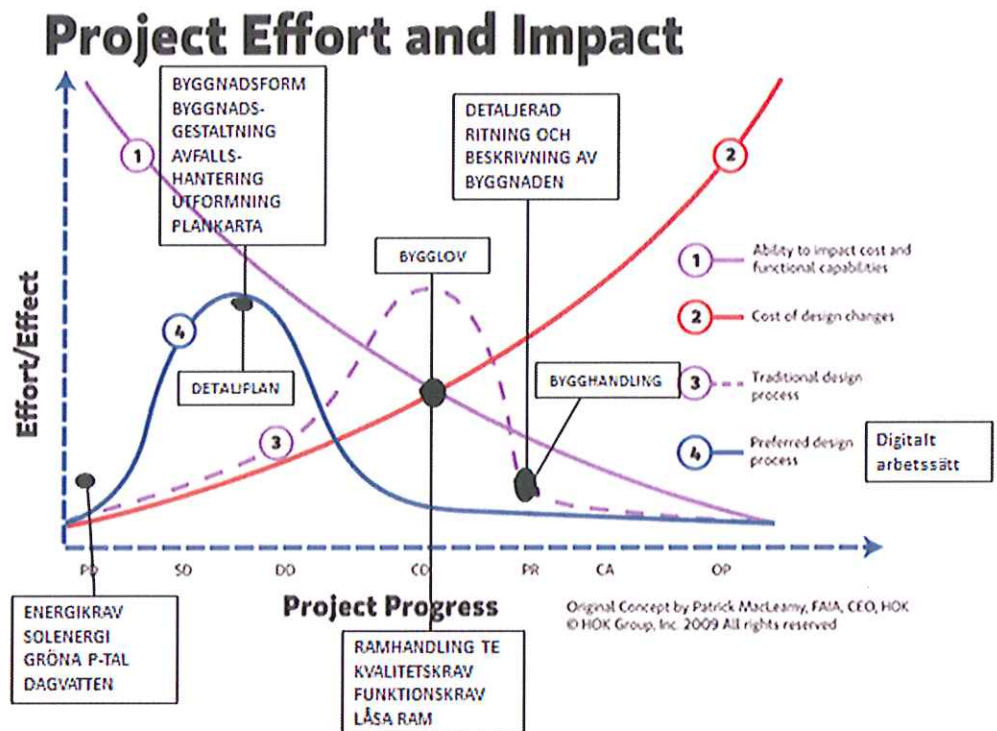 Project Effort and Impact
BYGGNADSFORM
BYGGNADS-
GESTALTNING
AVFALLS-
HANTERING
UTFORMNING
PLANKARTA
DETALJERAD
RITNING OCH
BESKRIVNING AV
BYGGNADEN
1
2
BYGGLOV
1 Ability to impact cost and
functional capabilities
4
2 Cost of design changes
DETALJPLAN
BYGGHANDLING
3 Traditional design
process
3
4 Preferred design
process
Digitalt
arbetssätt
Effort/Effect
PD SD DD CD PR CA OP
Project Progress
Original Concept by Patrick MacLeamy, FAIA, CEO, HOK
© HOK Group, Inc. 2009 All rights reserved
ENERGIKRAV
SOLENERGI
GRÖNA P-TAL
DAGVATTEN
RAMHANDLING TE
KVALITETSKRAV
FUNKTIONSKRAV
LÅSA RAM